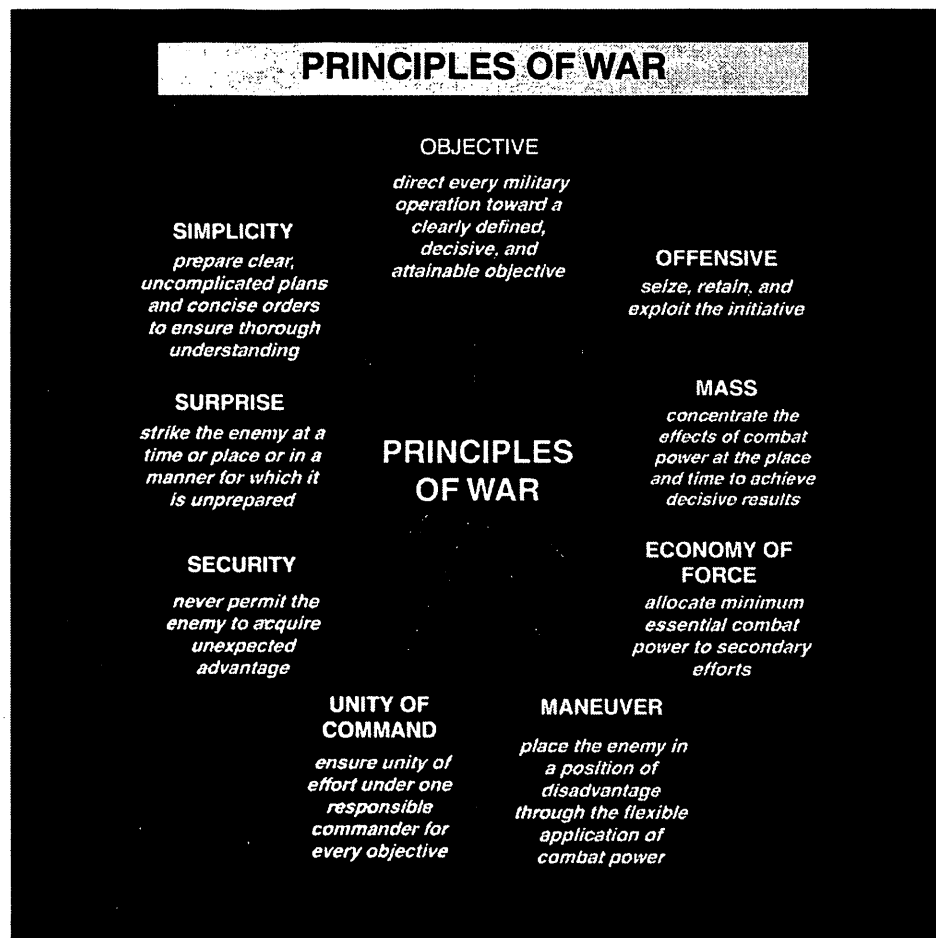 PRINCIPLES OF WAR
OBJECTIVE
direct every military
operation toward a
clearly defined,
decisive, and
attainable objective
OFFENSIVE
seize, retain, and
exploit the initiative
MASS
concentrate the
effects of combat
power at the place
and time to achieve
decisive results
ECONOMY OF
FORCE
allocate minimum
essential combat
power to secondary
efforts
MANEUVER
place the enemy in
a position of
disadvantage
through the flexible
application of
combat power
UNITY OF
COMMAND
ensure unity of
effort under one
responsible
commander for
every objective
SECURITY
never permit the
enemy to acquire
unexpected
advantage
SURPRISE
strike the enemy at a
time or place or in a
manner for which it
is unprepared
SIMPLICITY
prepare clear,
uncomplicated plans
and concise orders
to ensure thorough
understanding
PRINCIPLES
OF WAR